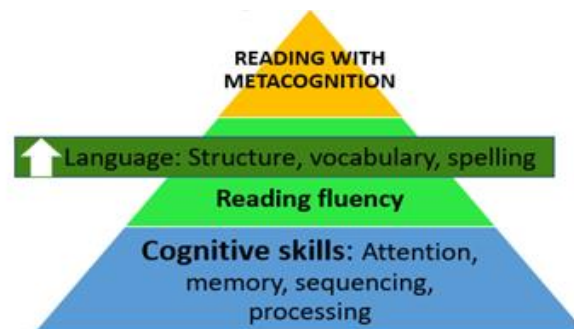 READING WITH
METACOGNITION
Language: Structure, vocabulary, spelling
Reading fluency
Cognitive skills: Attention,
memory, sequencing,
processing